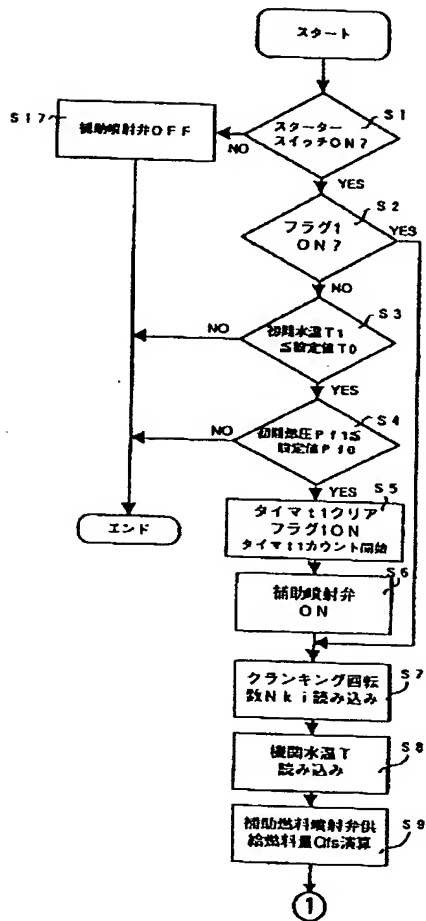 スタート
S1
スターター
スイッチON?
NO
YES
S17
補助噴射弁OFF
S2
フラグ1
ON?
YES
NO
S3
初期水温T1
≦設定値T0
NO
YES
S4
初期燃圧Pf1≦
設定値Pf0
NO
YES
エンド
S5
タイマt1クリア
フラグ1ON
タイマt1カウント開始
S6
補助噴射弁
ON
S7
クランキング回転
数Nki読み込み
S8
機関水温T
読み込み
S9
補助燃料噴射弁供
給燃料量Qfs演算
1